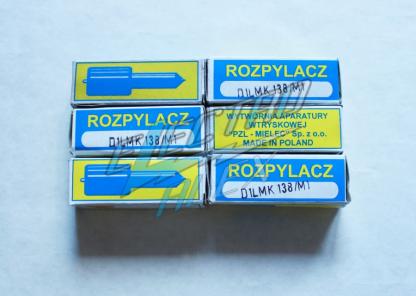 ROZPYLACZ
D1LMK 138/M1
ROZPYLACZ
D1LMK 138/M1
WYTWÓRNIA APARATURY
WTRYSKOWEJ
"PZL - MIELEC" Sp. z o.o.
MADE IN POLAND
ROZPYLACZ
D1LMK 138/M1